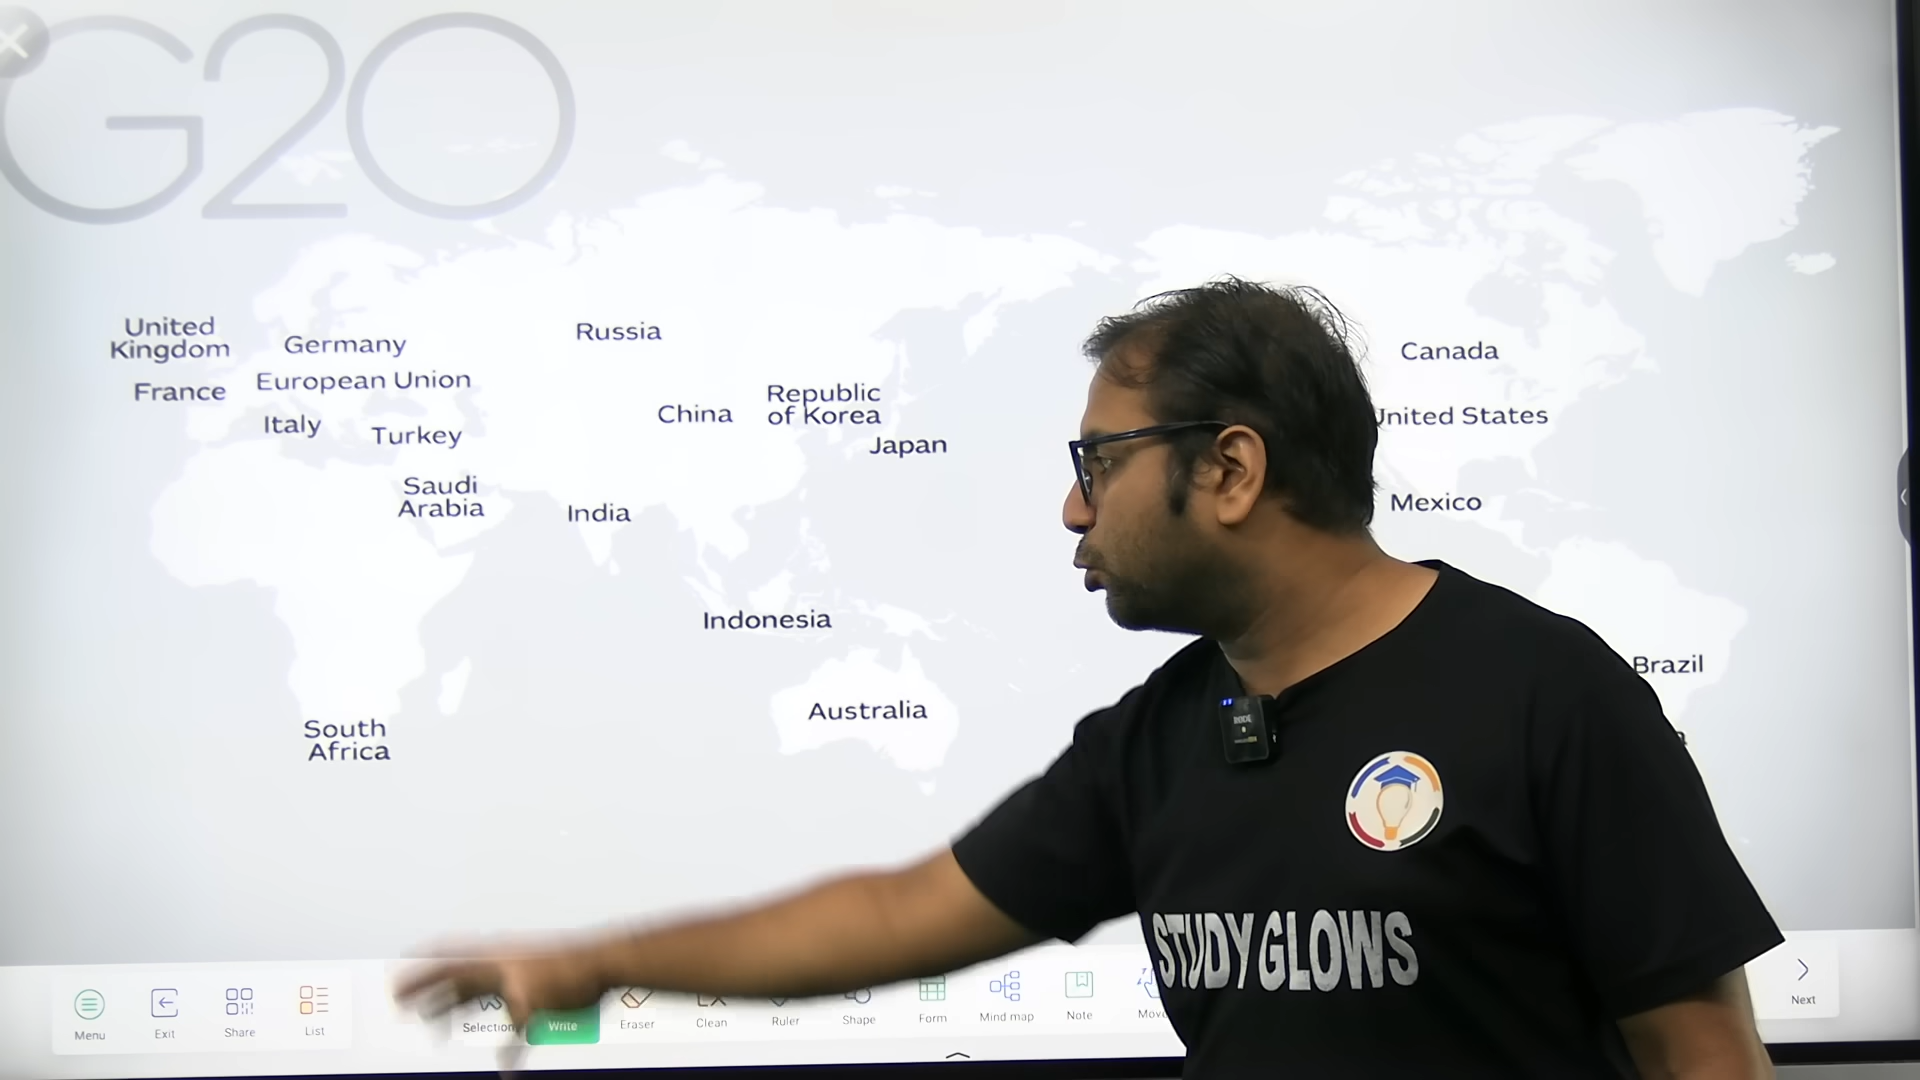 G20
United
Kingdom
Germany
Russia
Canada
France
European Union
Republic
of Korea
China
United States
Italy
Turkey
Japan
Saudi
Arabia
India
Mexico
Indonesia
Brazil
Australia
South
Africa
RODE
STUDY GLOWS
Menu
Exit
Share
List
Selection
Write
Eraser
Clean
Ruler
Shape
Form
Mind map
Note
Move
Next